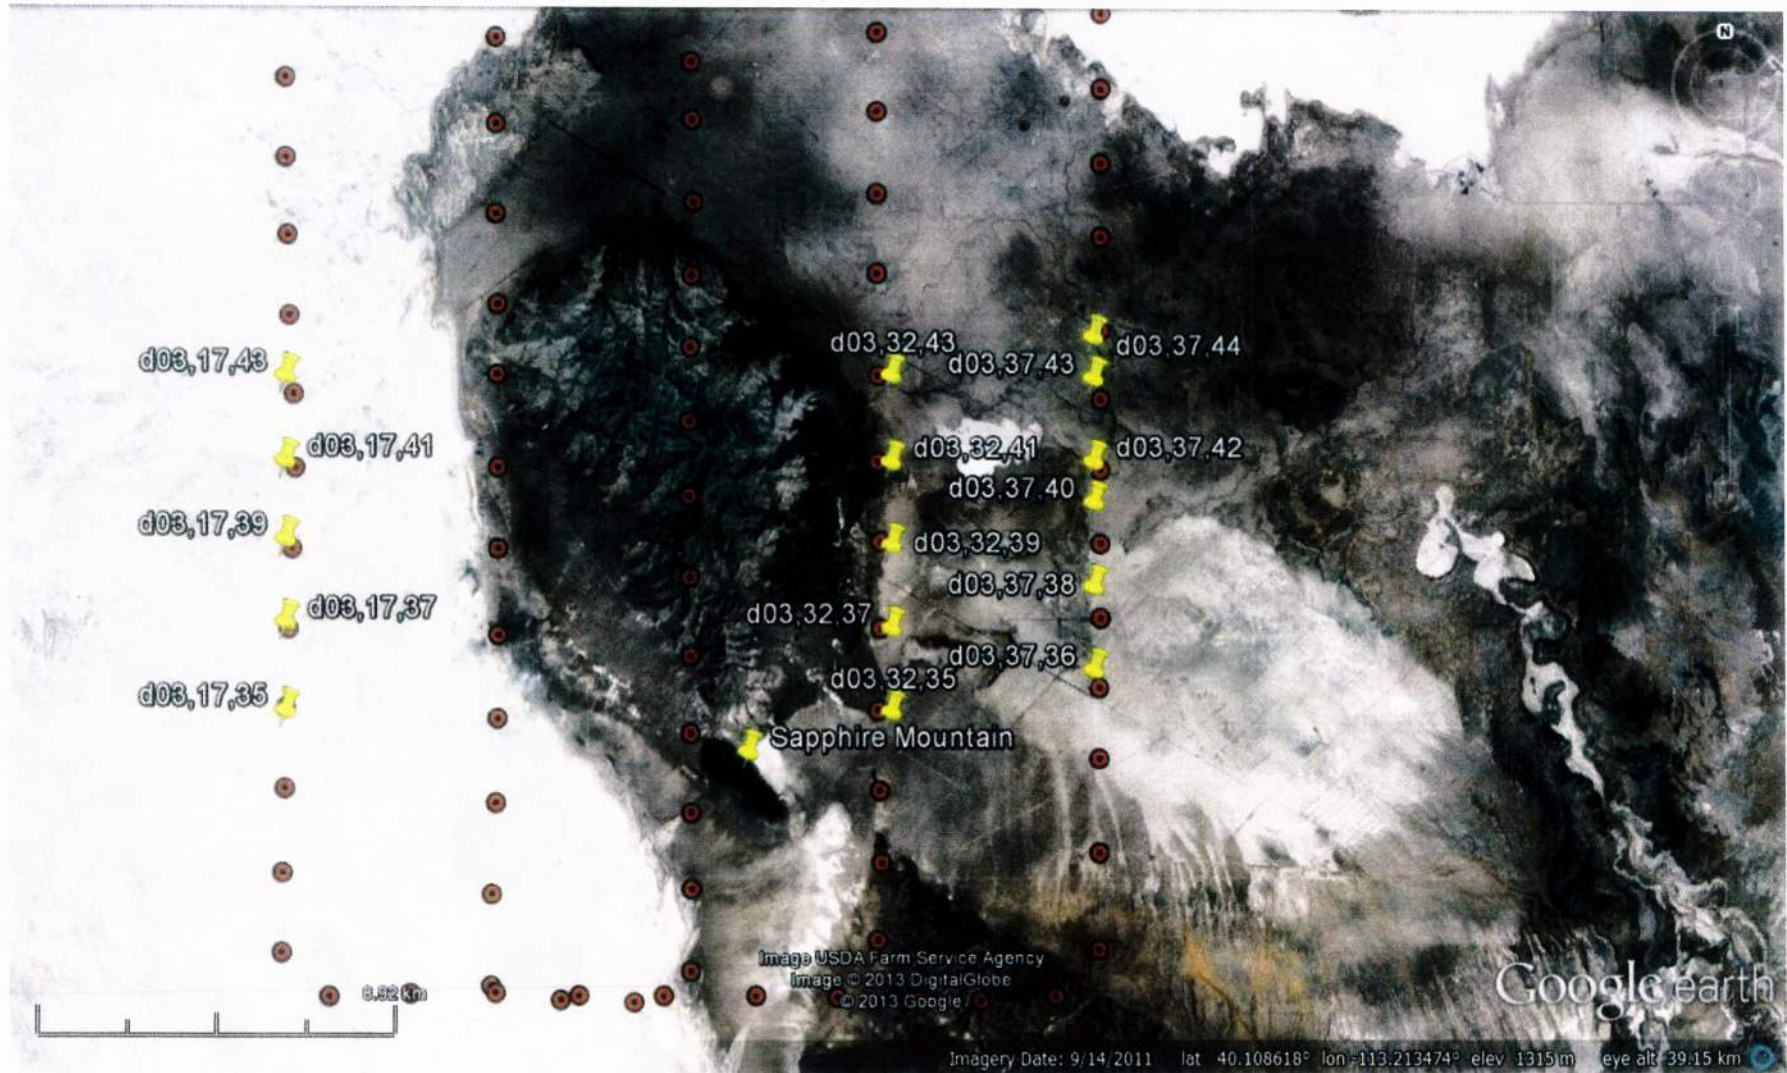 N
d03,32,43
d03,37,44
d03,17,43
d03,37,43
d03,17,41
d03,32,41
d03,37,42
d03,37,40
d03,17,39
d03,32,39
d03,37,38
d03,17,37
d03,32,37
d03,37,36
d03,32,35
d03,17,35
Sapphire Mountain
Image USDA Farm Service Agency
Image © 2013 DigitalGlobe
© 2013 Google
8.92 km
Google earth
Imagery Date: 9/14/2011 lat 40.108618° lon -113.213474° elev 1315 m eye alt 39.15 km